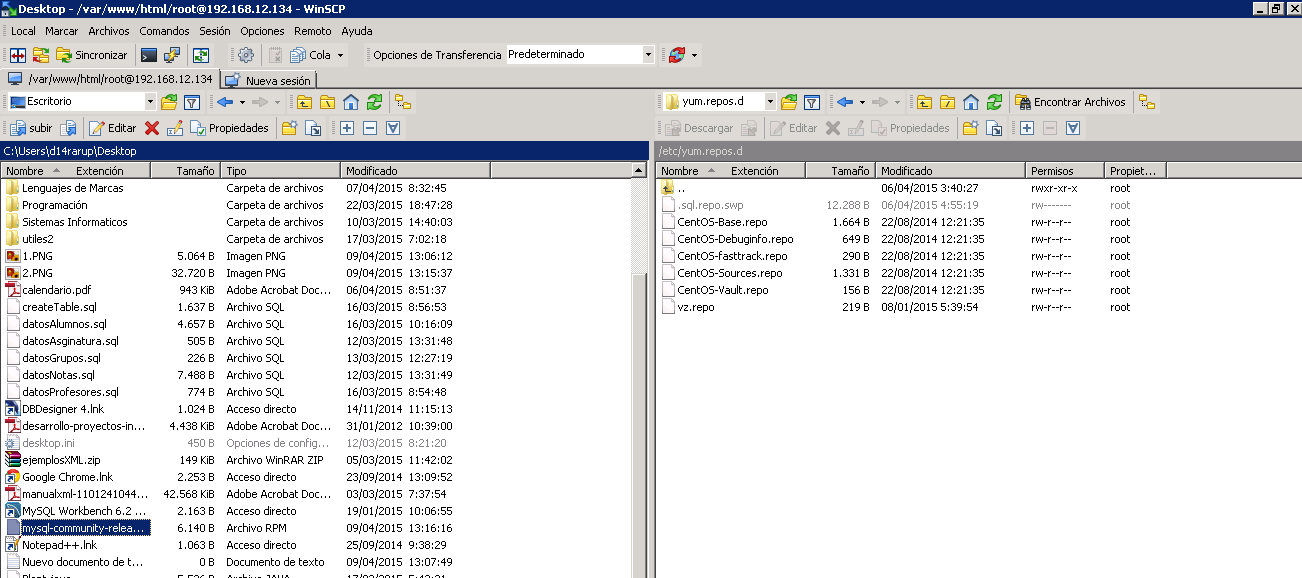 Desktop - /var/www/html/root@192.168.12.134 - WinSCP
Local Marcar Archivos Comandos Sesión Opciones Remoto Ayuda
Sincronizar Cola Opciones de Transferencia Predeterminado
/var/www/html/root@192.168.12.134 Nueva sesión
Escritorio
subir Editar Propiedades
C:\Users\d14rarup\Desktop
Nombre Extención Tamaño Tipo Modificado
Lenguajes de Marcas Carpeta de archivos 07/04/2015 8:32:45
Programación Carpeta de archivos 22/03/2015 18:47:28
Sistemas Informaticos Carpeta de archivos 22/03/2015 14:40:03
utiles2 Carpeta de archivos 17/03/2015 7:02:18
1.PNG 5.064 B Imagen PNG 09/04/2015 13:06:12
2.PNG 32.720 B Imagen PNG 09/04/2015 13:15:37
calendario.pdf 943 KiB Adobe Acrobat Doc... 06/04/2015 8:51:37
createTable.sql 1.637 B Archivo SQL 16/03/2015 8:56:53
datosAlumnos.sql 4.657 B Archivo SQL 16/03/2015 10:16:09
datosAsginatura.sql 505 B Archivo SQL 12/03/2015 13:31:48
datosGrupos.sql 226 B Archivo SQL 13/03/2015 12:27:19
datosNotas.sql 7.488 B Archivo SQL 12/03/2015 13:31:49
datosProfesores.sql 774 B Archivo SQL 16/03/2015 8:54:48
DBDesigner 4.lnk 1.024 B Acceso directo 14/11/2014 11:15:13
desarrollo-proyectos-in... 4.438 KiB Adobe Acrobat Doc... 31/01/2012 10:39:00
desktop.ini 450 B Opciones de config... 12/03/2015 8:21:20
ejemplosXML.zip 149 KiB Archivo WinRAR ZIP 05/03/2015 11:42:02
Google Chrome.lnk 2.253 B Acceso directo 23/09/2014 13:09:52
manualxml-1101241044... 42.568 KiB Adobe Acrobat Doc... 03/03/2015 7:37:54
MySQL Workbench 6.2 ... 2.163 B Acceso directo 19/01/2015 10:06:55
mysql-community-relea... 6.140 B Archivo RPM 09/04/2015 13:16:16
Notepad++.lnk 1.063 B Acceso directo 25/09/2014 9:38:29
Nuevo documento de t... 0 B Documento de texto 09/04/2015 13:07:49
yum.repos.d Encontrar Archivos
Descargar Editar Propiedades
/etc/yum.repos.d
Nombre Extención Tamaño Modificado Permisos Propiet...
.. 06/04/2015 3:40:27 rwxr-xr-x root
.sql.repo.swp 12.288 B 06/04/2015 4:55:19 rw------- root
CentOS-Base.repo 1.664 B 22/08/2014 12:21:35 rw-r--r-- root
CentOS-Debuginfo.repo 649 B 22/08/2014 12:21:35 rw-r--r-- root
CentOS-fasttrack.repo 290 B 22/08/2014 12:21:35 rw-r--r-- root
CentOS-Sources.repo 1.331 B 22/08/2014 12:21:35 rw-r--r-- root
CentOS-Vault.repo 156 B 22/08/2014 12:21:35 rw-r--r-- root
vz.repo 219 B 08/01/2015 5:39:54 rw-r--r-- root